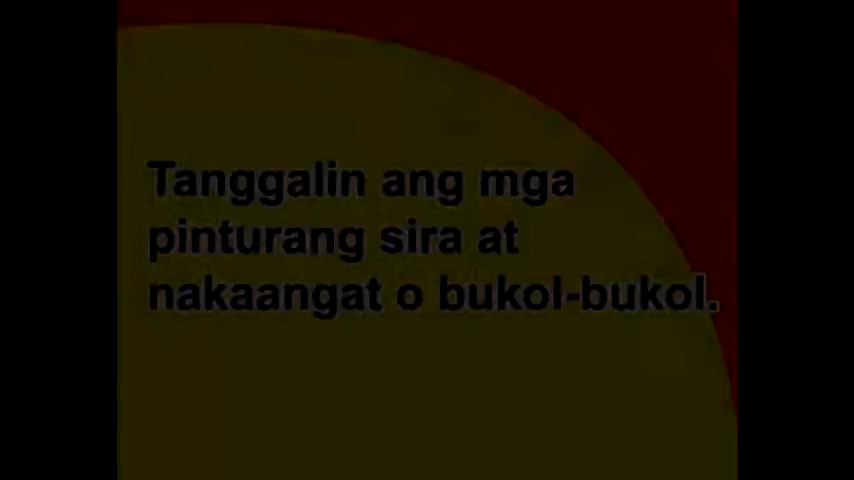 Tanggalin ang mga
pinturang sira at
nakaangat o bukol-bukol.